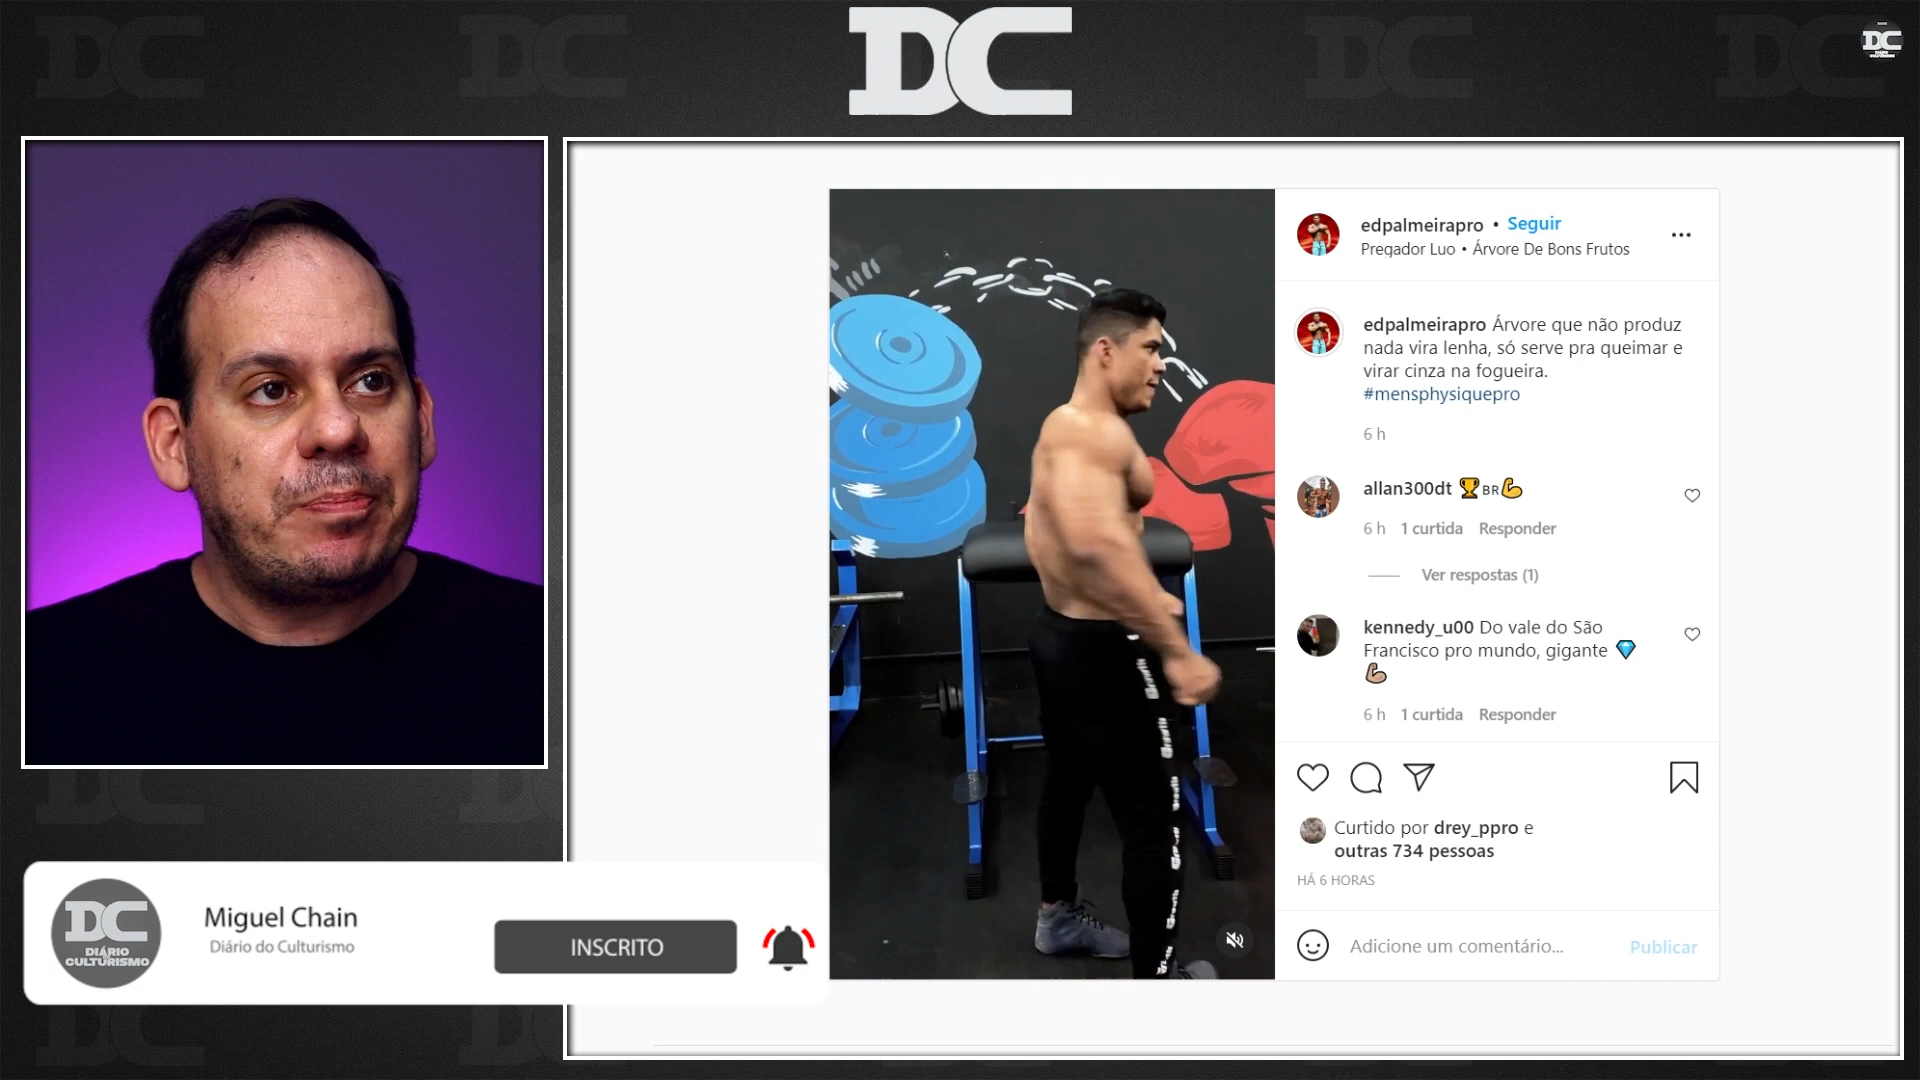 DC
DC
edpalmeirapro • Seguir
Pregador Luo • Árvore De Bons Frutos
edpalmeirapro Árvore que não produz
nada vira lenha, só serve pra queimar e
virar cinza na fogueira.
#mensphysiquepro
6 h
allan300dt 🏆BR💪
6 h 1 curtida Responder
Ver respostas (1)
kennedy_u00 Do vale do São
Francisco pro mundo, gigante 💎
💪🏽
6 h 1 curtida Responder
Curtido por drey_ppro e
outras 734 pessoas
HÁ 6 HORAS
Adicione um comentário... Publicar
DC
DIÁRIO
CULTURISMO
Miguel Chain
Diário do Culturismo
INSCRITO